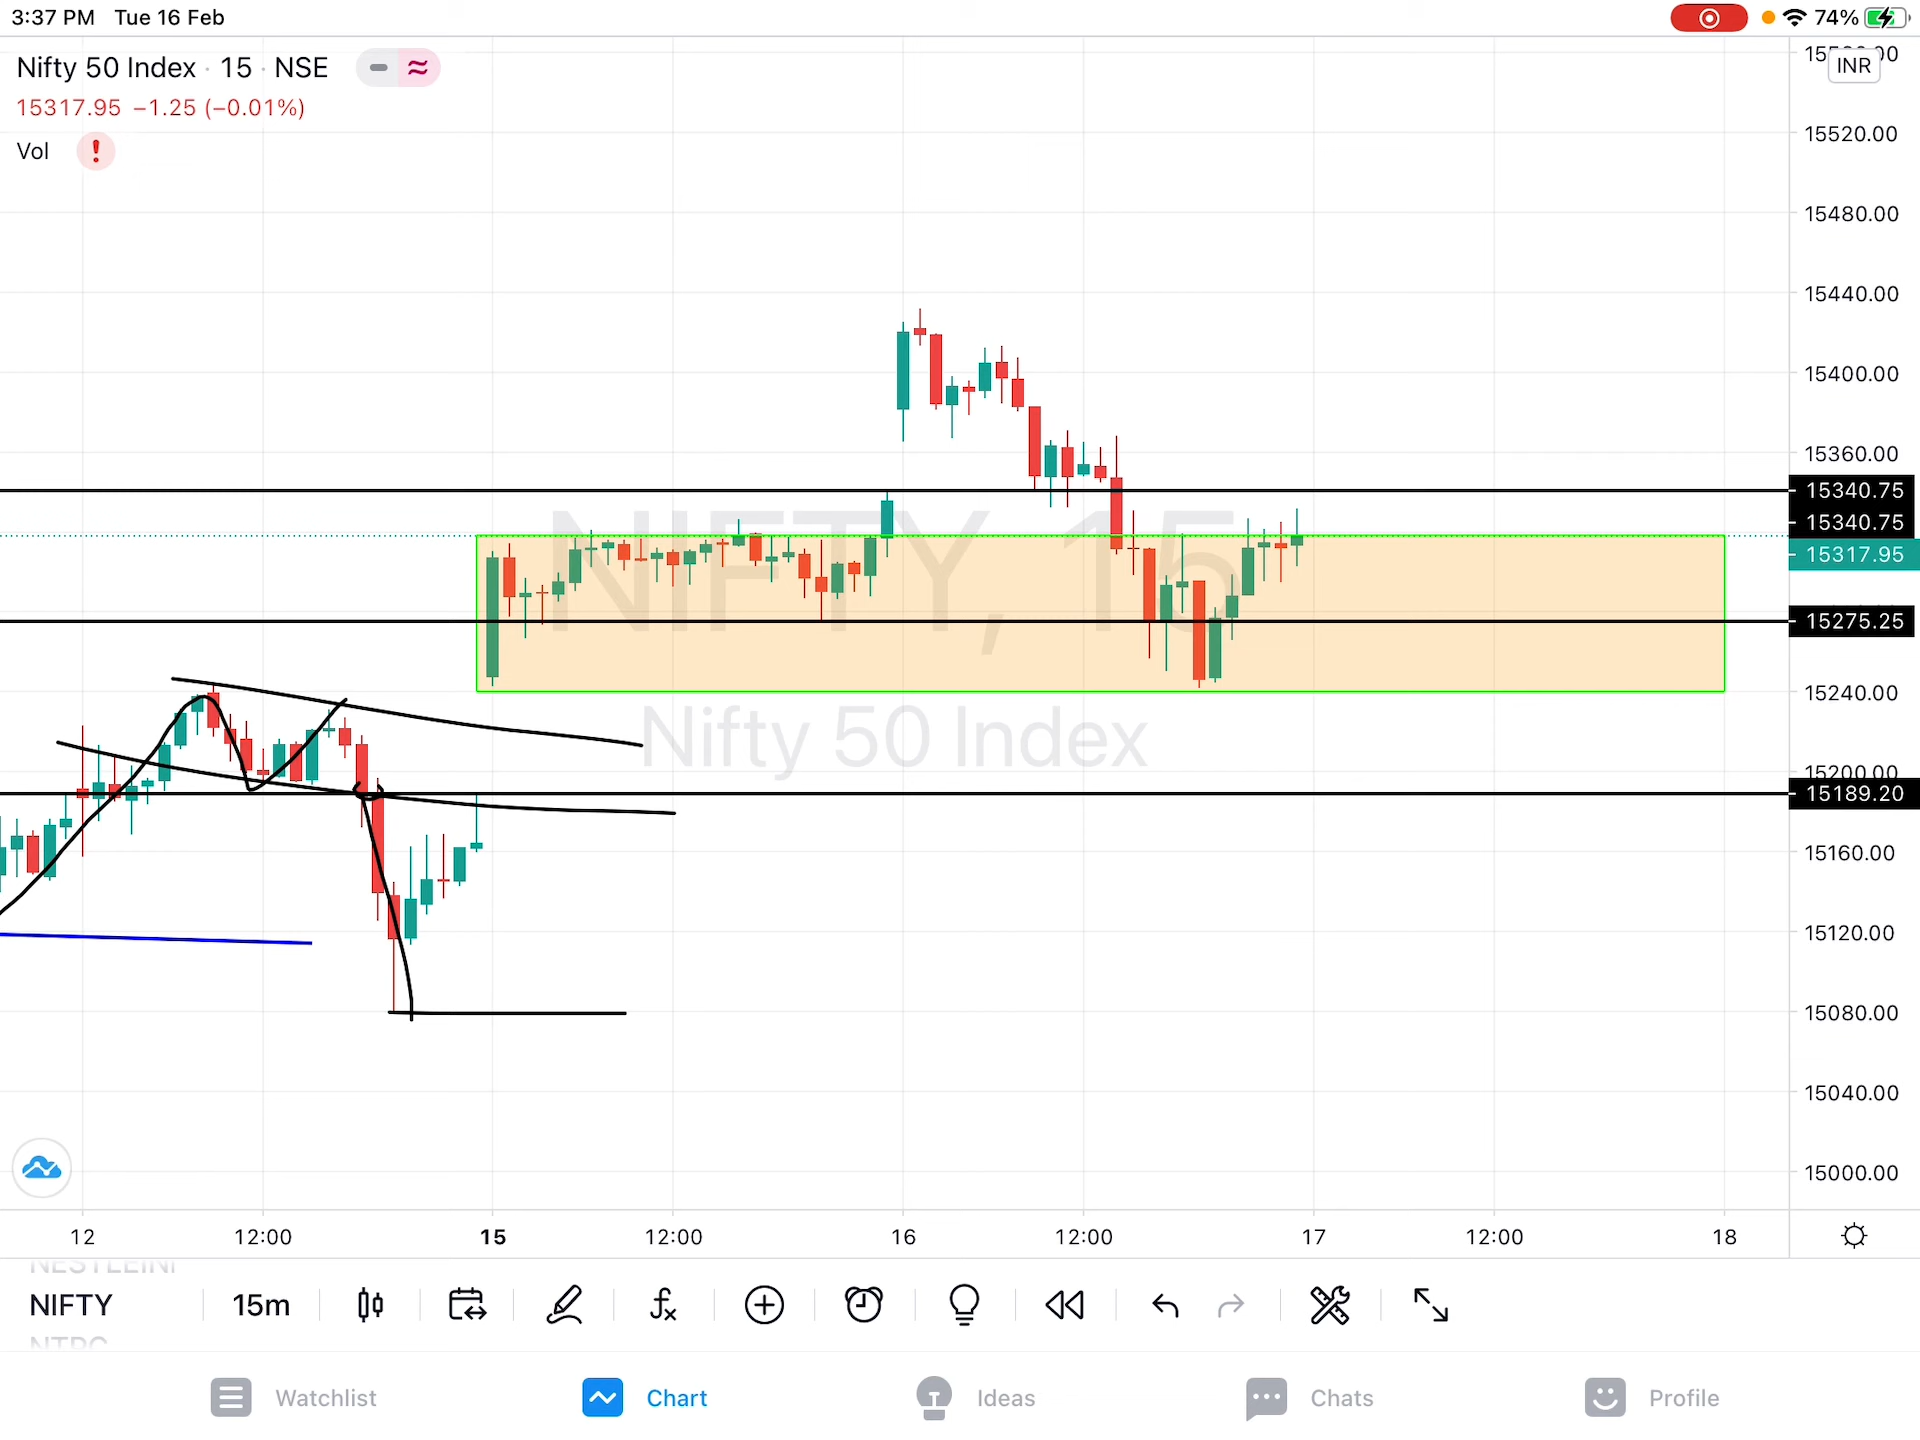 3:37 PM Tue 16 Feb
74%
Nifty 50 Index · 15 · NSE
15317.95 −1.25 (−0.01%)
Vol
INR
15520.00
15480.00
15440.00
15400.00
15360.00
15340.75
15340.75
15317.95
15275.25
15240.00
15200.00
15189.20
15160.00
15120.00
15080.00
15040.00
15000.00
NIFTY, 15
Nifty 50 Index
12 12:00 15 12:00 16 12:00 17 12:00 18
NIFTY 15m
NTPC
Watchlist Chart Ideas Chats Profile